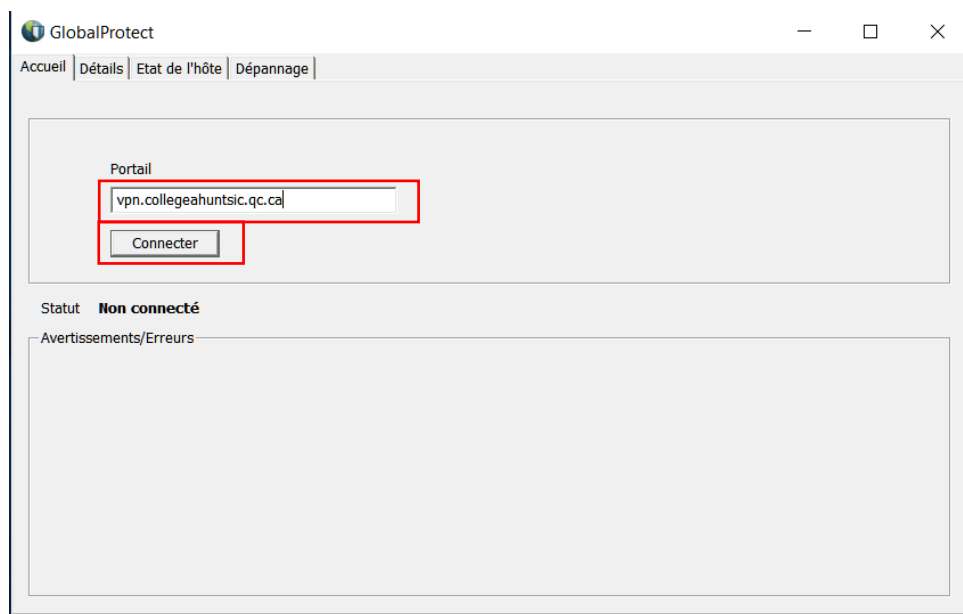 GlobalProtect
Accueil Détails Etat de l'hôte Dépannage
Portail
vpn.collegeahuntsic.qc.ca
Connecter
Statut Non connecté
Avertissements/Erreurs